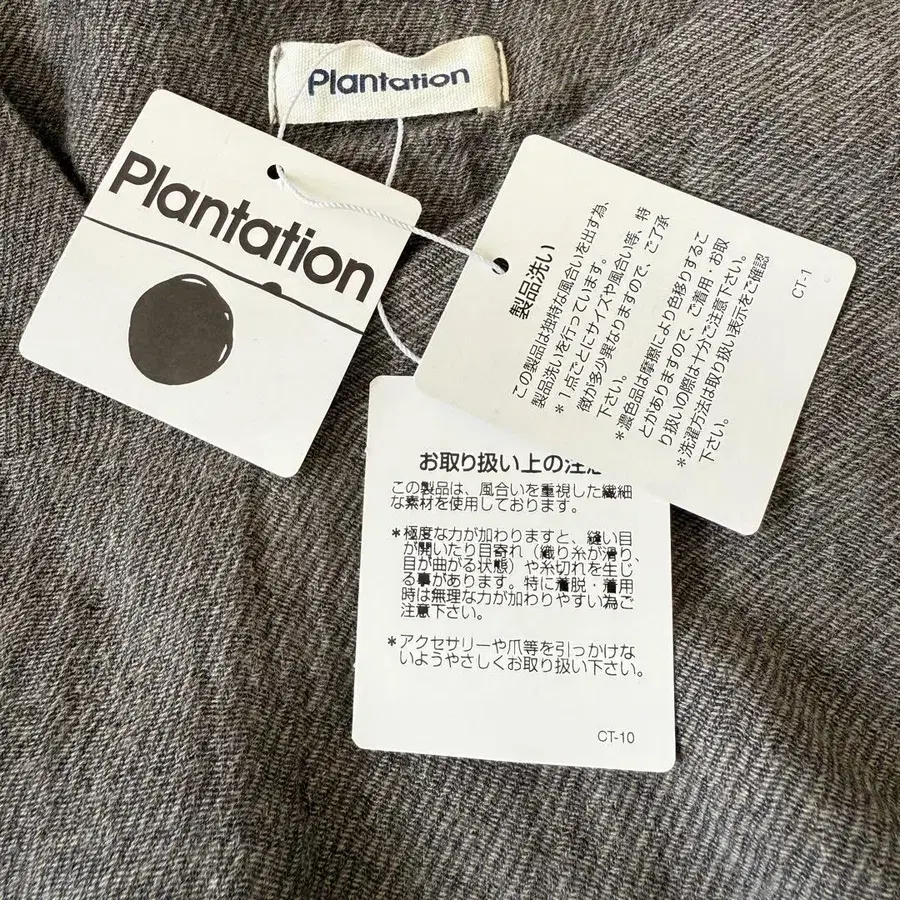 Plantation
Plantation
製品洗い
この製品は独特な風合いを出す為、
製品洗いを行っています。
*1点ごとにサイズや風合い等、特
徴が多少異なりますので、ご了承
下さい。
*濃色品は摩擦により色移りするこ
とがありますので、ご着用・お取
り扱いの際は十分ご注意下さい。
*洗濯方法は取り扱い表示をご確認
下さい。
CT-1
お取り扱い上の注意
この製品は、風合いを重視した繊細
な素材を使用しております。
*極度な力が加わりますと、縫い目
が開いたり目寄れ（織り糸が滑り、
目が曲がる状態）や糸切れを生じ
る事があります。特に着脱・着用
時は無理な力が加わりやすい為ご
注意下さい。
*アクセサリーや爪等を引っかけな
いようやさしくお取り扱い下さい。
CT-10